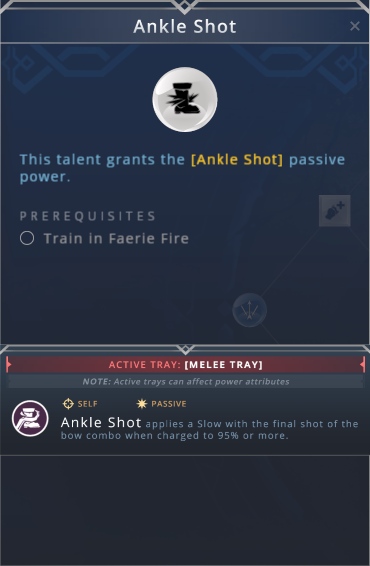 Ankle Shot
This talent grants the [Ankle Shot] passive
power.
PREREQUISITES
Train in Faerie Fire
ACTIVE TRAY: [MELEE TRAY]
NOTE: Active trays can affect power attributes
SELF PASSIVE
Ankle Shot applies a Slow with the final shot of the
bow combo when charged to 95% or more.